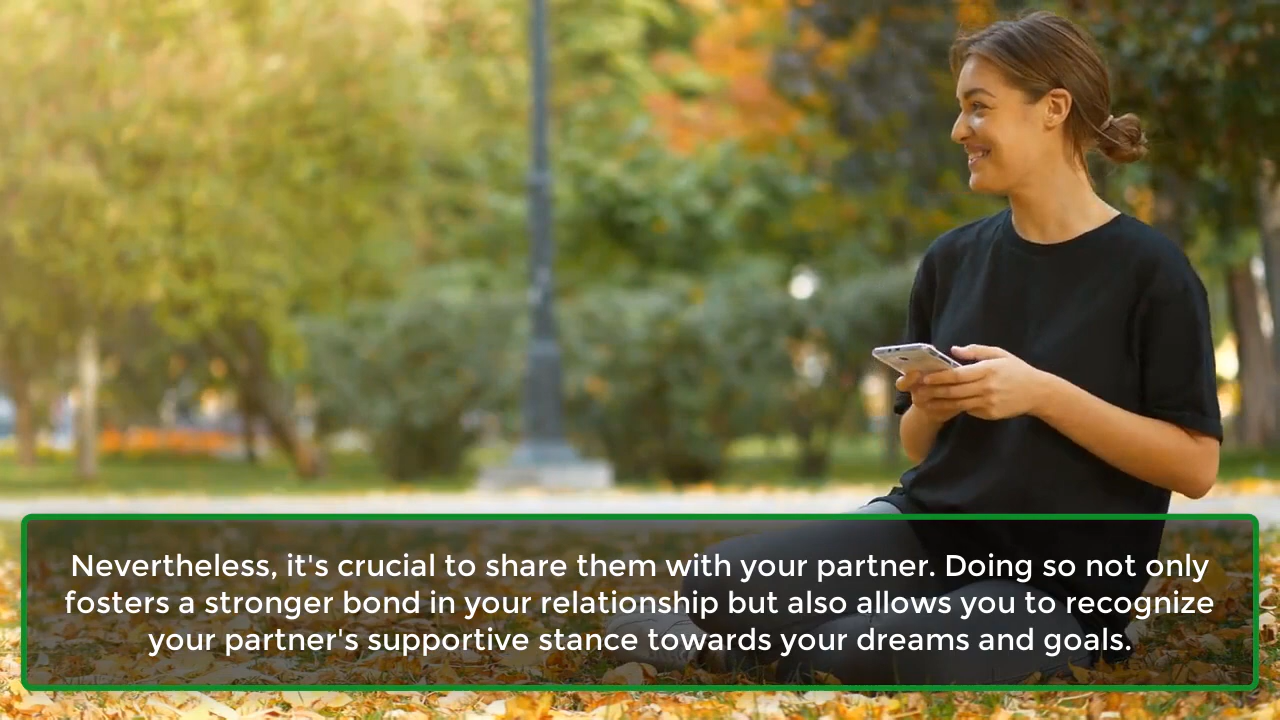 Nevertheless, it's crucial to share them with your partner. Doing so not only
fosters a stronger bond in your relationship but also allows you to recognize
your partner's supportive stance towards your dreams and goals.